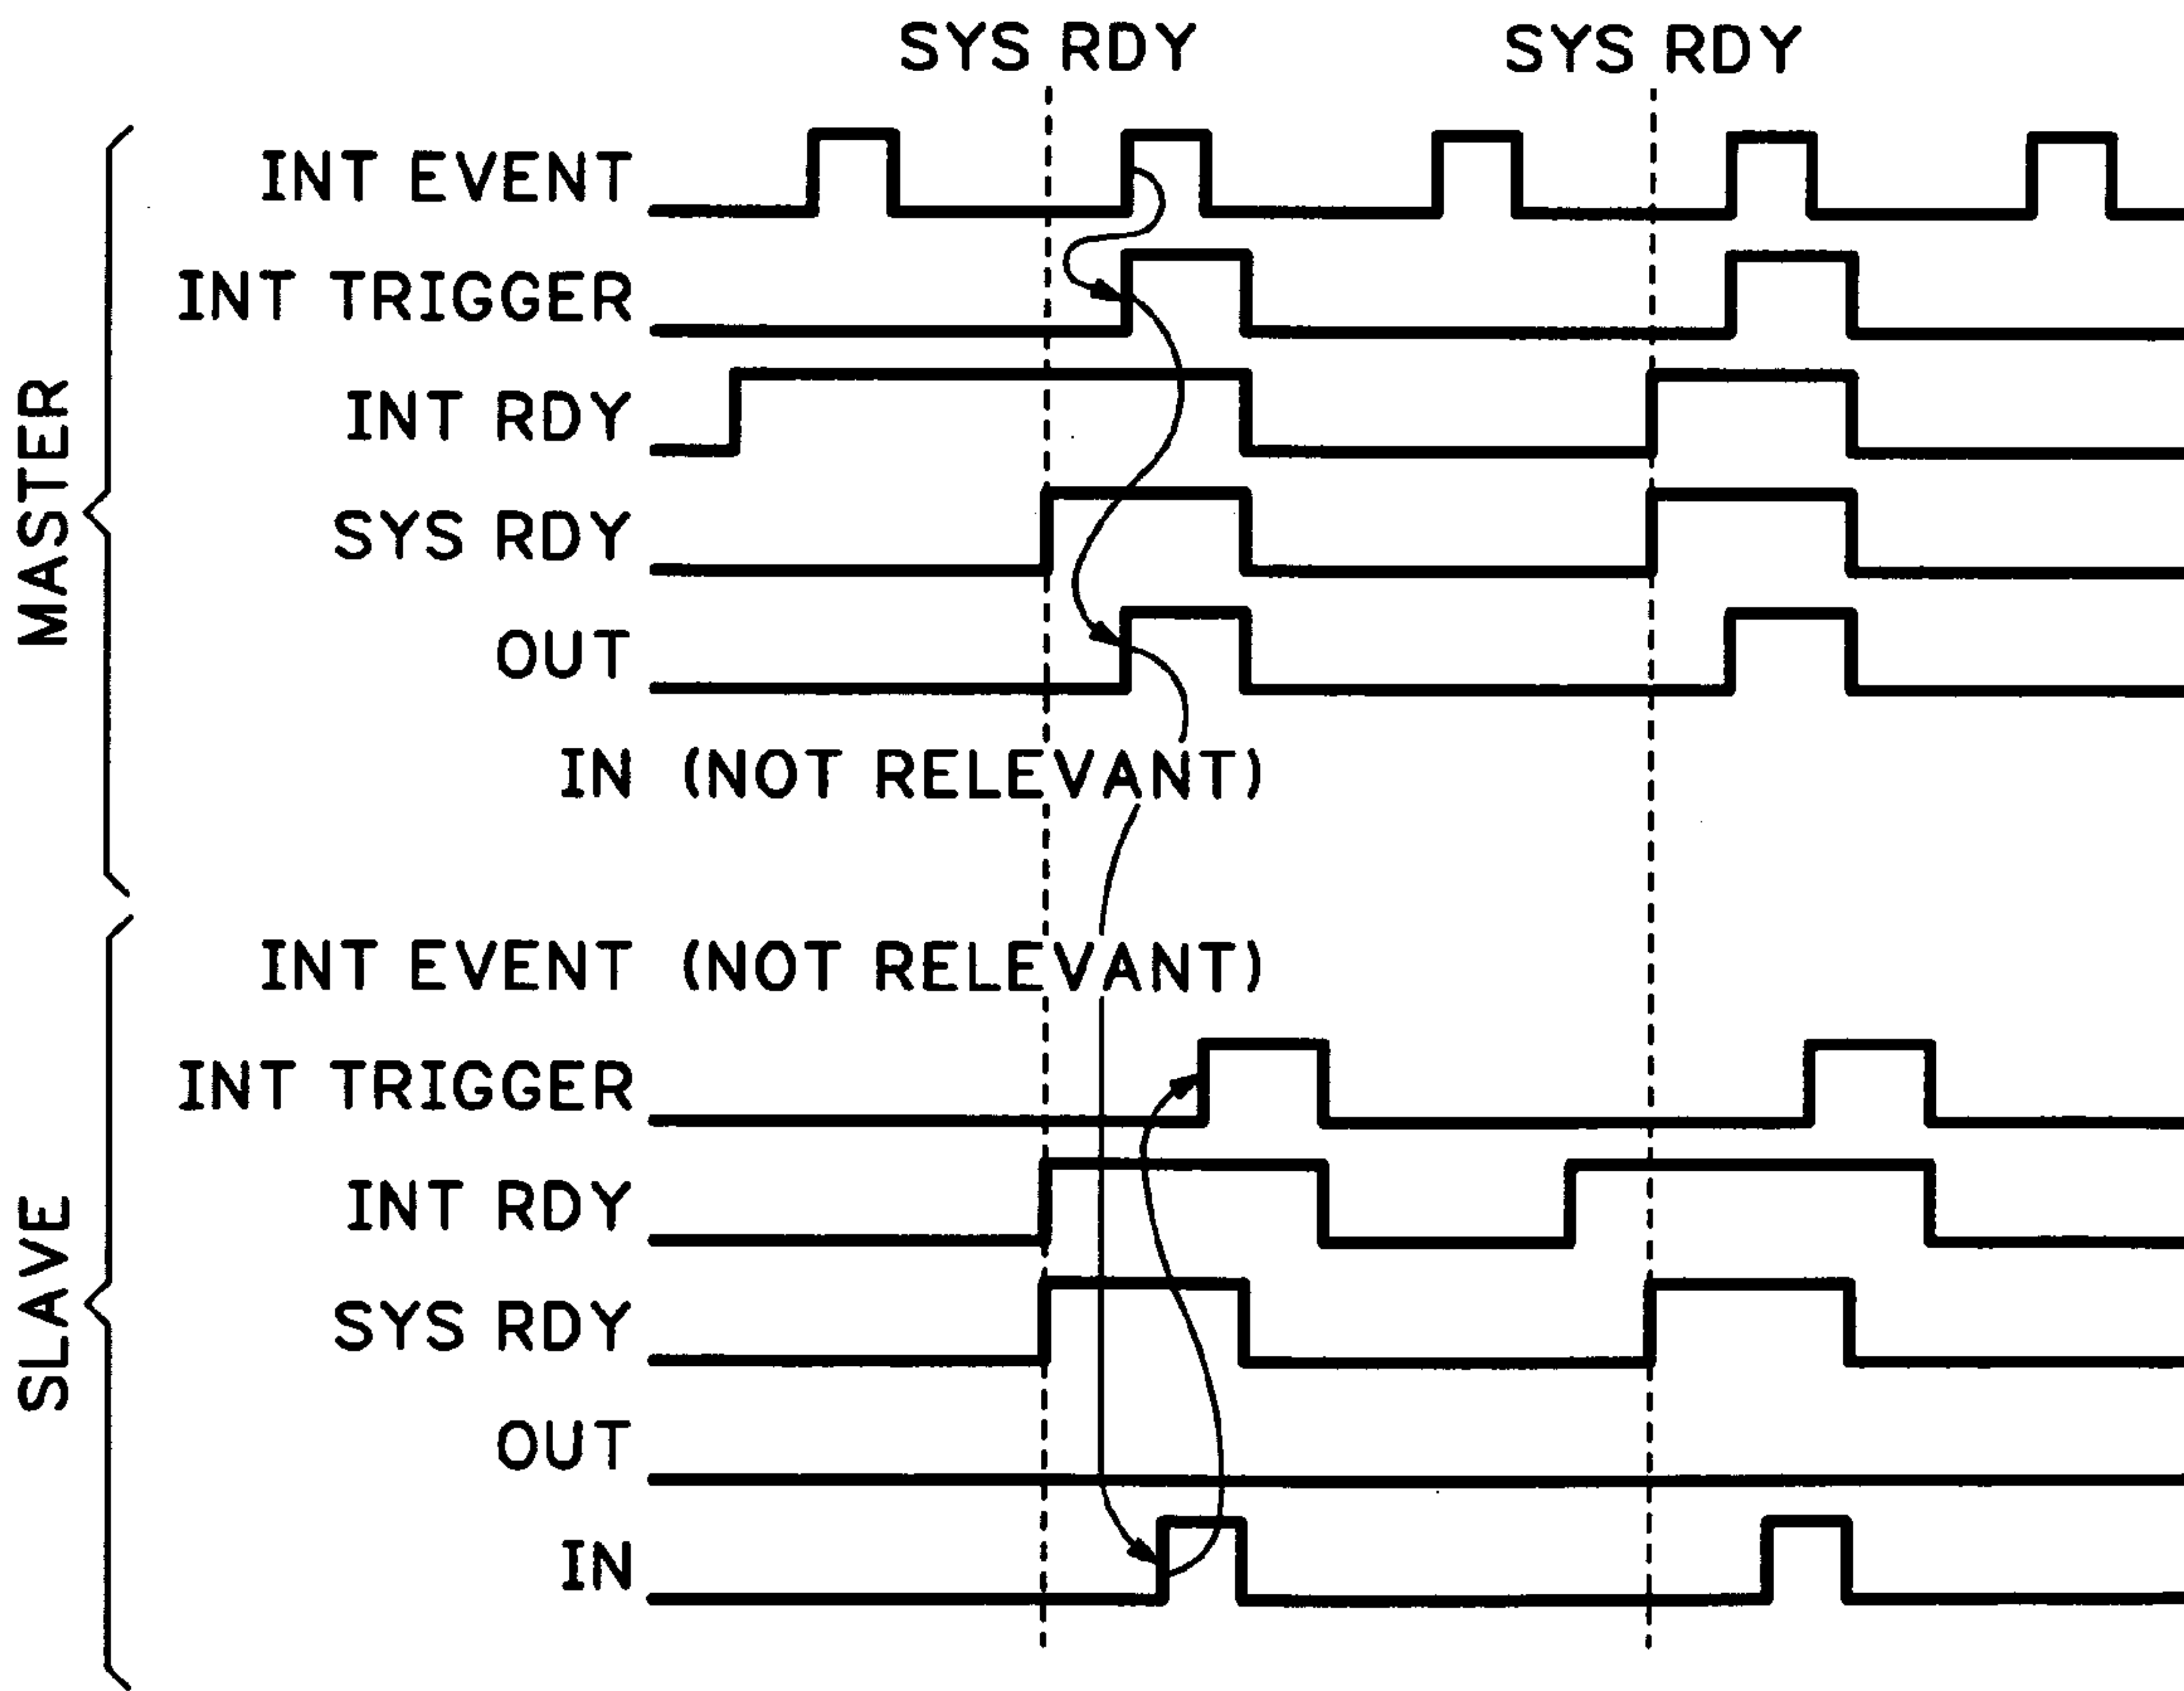 SYS RDY
SYS RDY
MASTER
INT EVENT
INT TRIGGER
INT RDY
SYS RDY
OUT
IN (NOT RELEVANT)
SLAVE
INT EVENT (NOT RELEVANT)
INT TRIGGER
INT RDY
SYS RDY
OUT
IN